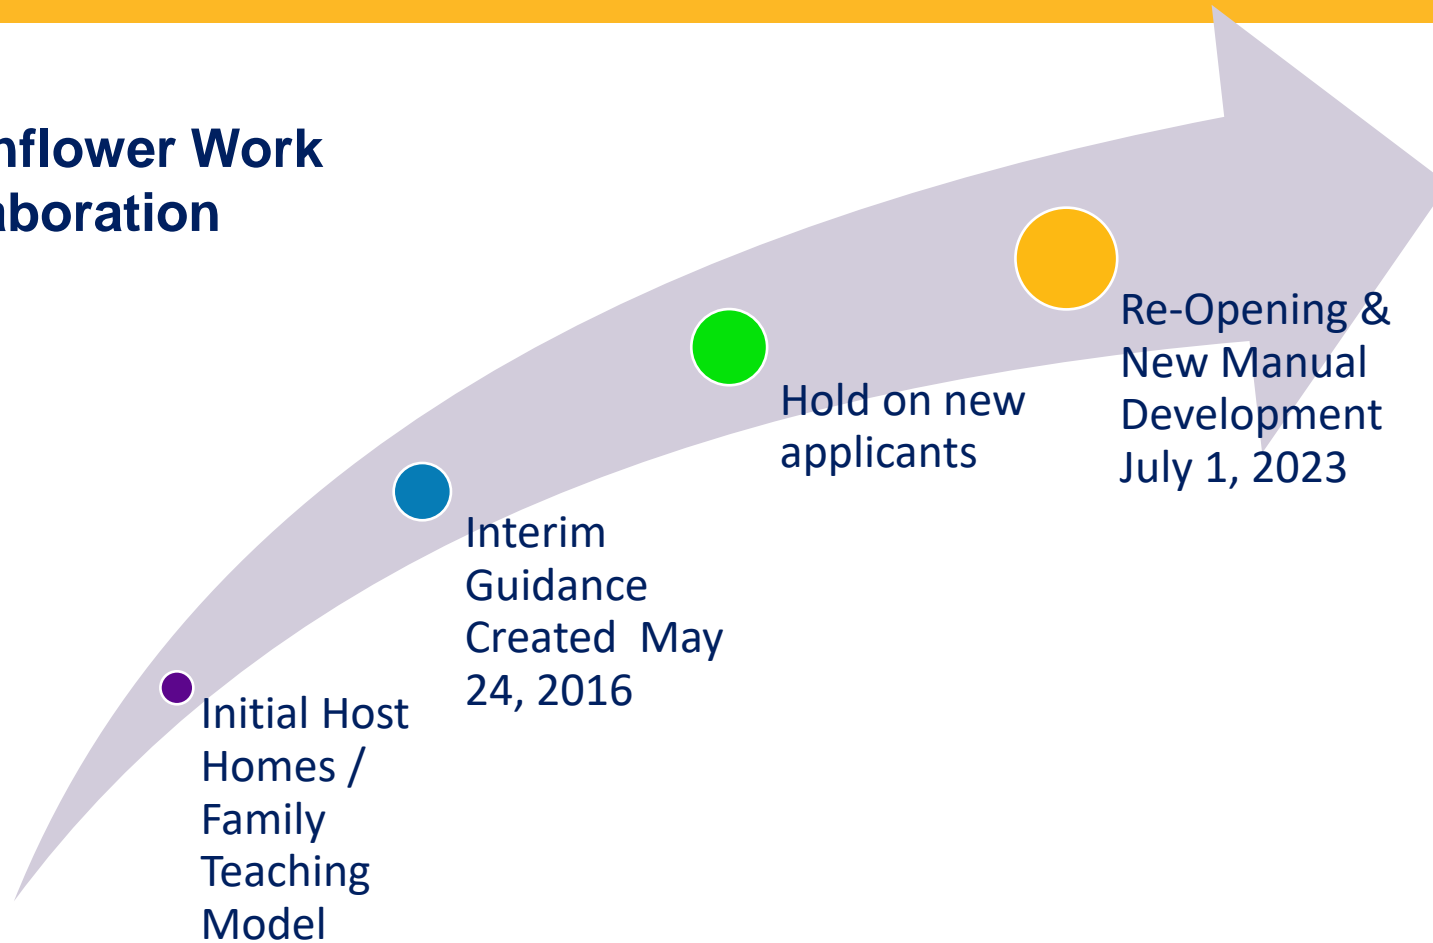 nflower Work
aboration
Re-Opening &
New Manual
Development
July 1, 2023
Hold on new
applicants
Interim
Guidance
Created  May
24, 2016
Initial Host
Homes /
Family
Teaching
Model